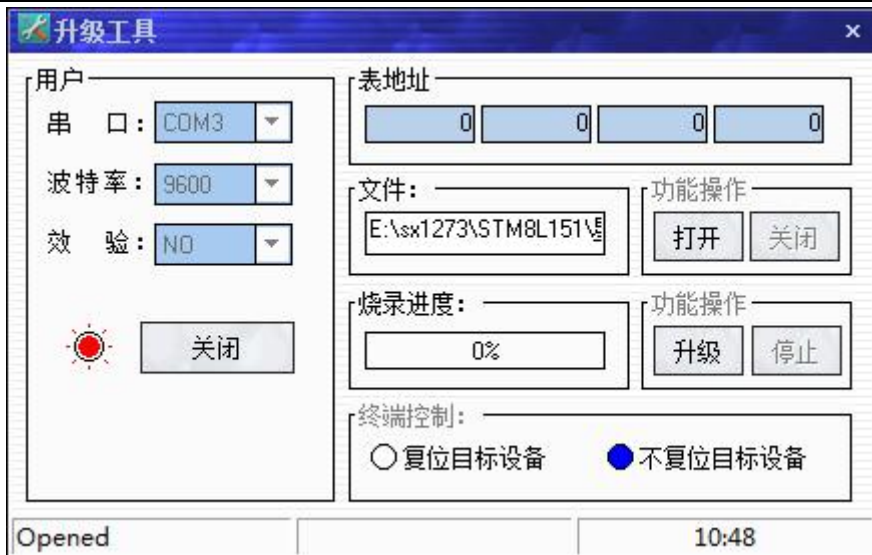 升级工具
用户
串 口: COM3
波特率: 9600
效 验: NO
关闭
表地址
0 0 0 0
文件:
E:\sx1273\STM8L151\
功能操作
打开 关闭
烧录进度:
0%
功能操作
升级 停止
终端控制:
复位目标设备 不复位目标设备
Opened 10:48